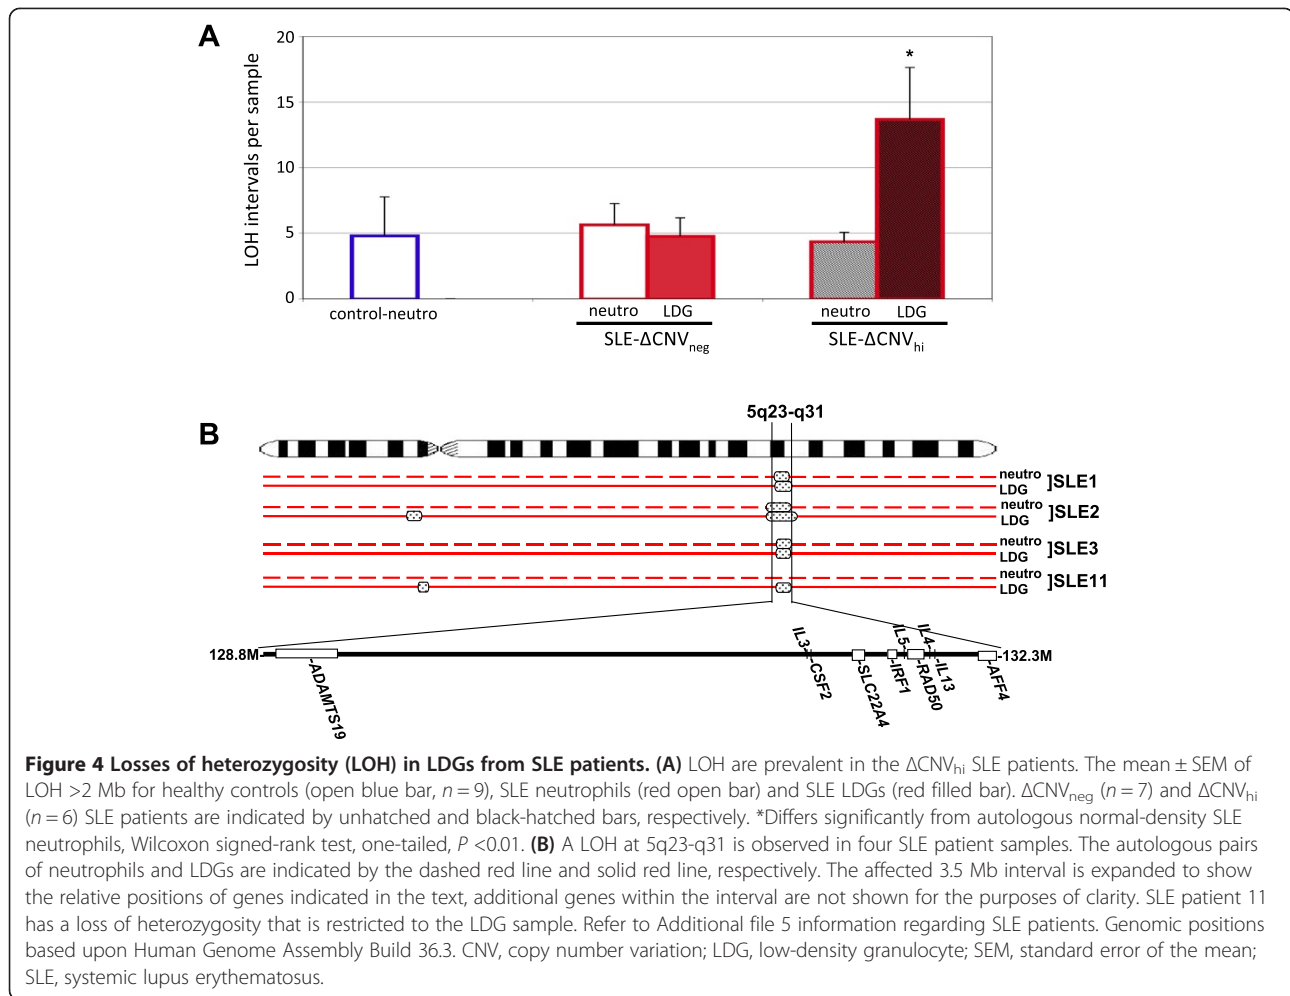 A
LOH intervals per sample
20
15
10
5
0
*
control-neutro
neutro LDG
SLE-ΔCNVneg
neutro LDG
SLE-ΔCNVhi
B
5q23-q31
neutro
LDG ]SLE1
neutro
LDG ]SLE2
neutro
LDG ]SLE3
neutro
LDG ]SLE11
128.8M- -132.3M
-ADAMTS19
IL3-
-CSF2
-SLC22A4
-IRF1
IL5-
-RAD50
IL4-
-IL13
-AFF4
Figure 4 Losses of heterozygosity (LOH) in LDGs from SLE patients. (A) LOH are prevalent in the ΔCNVhi SLE patients. The mean ± SEM of
LOH >2 Mb for healthy controls (open blue bar, n = 9), SLE neutrophils (red open bar) and SLE LDGs (red filled bar). ΔCNVneg (n = 7) and ΔCNVhi
(n = 6) SLE patients are indicated by unhatched and black-hatched bars, respectively. *Differs significantly from autologous normal-density SLE
neutrophils, Wilcoxon signed-rank test, one-tailed, P <0.01. (B) A LOH at 5q23-q31 is observed in four SLE patient samples. The autologous pairs
of neutrophils and LDGs are indicated by the dashed red line and solid red line, respectively. The affected 3.5 Mb interval is expanded to show
the relative positions of genes indicated in the text, additional genes within the interval are not shown for the purposes of clarity. SLE patient 11
has a loss of heterozygosity that is restricted to the LDG sample. Refer to Additional file 5 information regarding SLE patients. Genomic positions
based upon Human Genome Assembly Build 36.3. CNV, copy number variation; LDG, low-density granulocyte; SEM, standard error of the mean;
SLE, systemic lupus erythematosus.